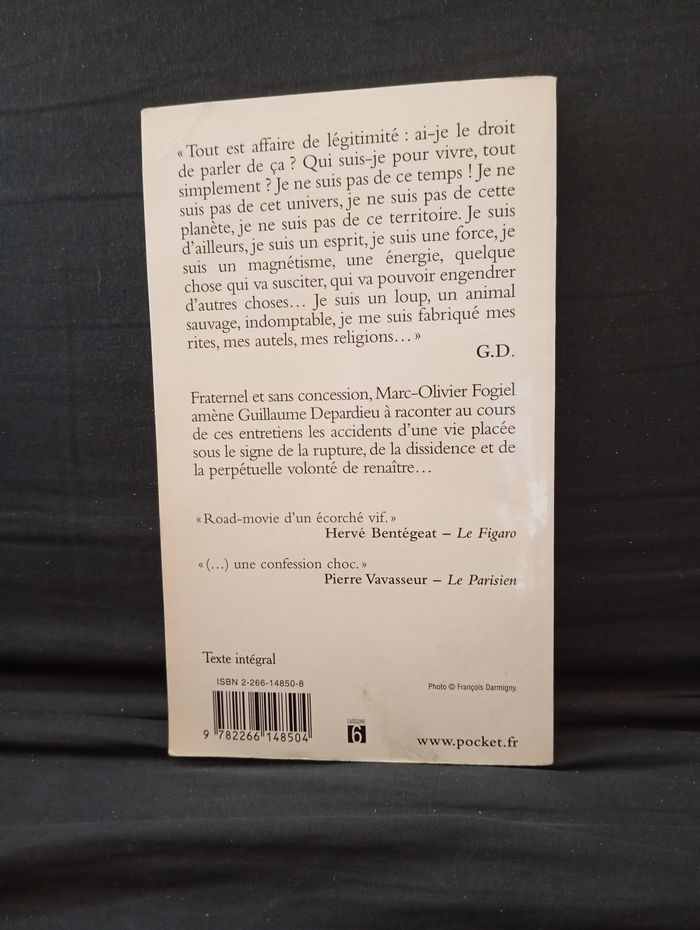 « Tout est affaire de légitimité : ai-je le droit
de parler de ça ? Qui suis-je pour vivre, tout
simplement ? Je ne suis pas de ce temps ! Je ne
suis pas de cet univers, je ne suis pas de cette
planète, je ne suis pas de ce territoire. Je suis
d'ailleurs, je suis un esprit, je suis une force, je
suis un magnétisme, une énergie, quelque
chose qui va susciter, qui va pouvoir engendrer
d'autres choses... Je suis un loup, un animal
sauvage, indomptable, je me suis fabriqué mes
rites, mes autels, mes religions... »
G.D.
Fraternel et sans concession, Marc-Olivier Fogiel
amène Guillaume Depardieu à raconter au cours
de ces entretiens les accidents d'une vie placée
sous le signe de la rupture, de la dissidence et de
la perpétuelle volonté de renaître...
« Road-movie d'un écorché vif. »
Hervé Bentégeat – Le Figaro
« (...) une confession choc. »
Pierre Vavasseur – Le Parisien
Texte intégral
ISBN 2-266-14850-8
9 782266 148504
CATÉGORIE
6
Photo © François Darmigny.
www.pocket.fr